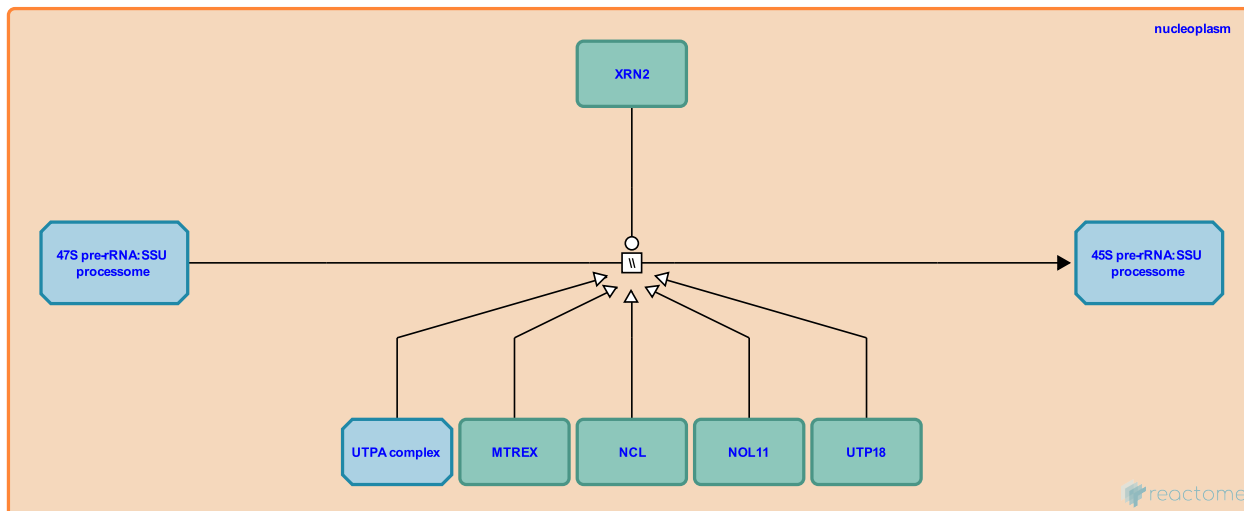 nucleoplasm
XRN2
47S pre-rRNA:SSU
processome
\\
45S pre-rRNA:SSU
processome
UTPA complex
MTREX
NCL
NOL11
UTP18
reactome